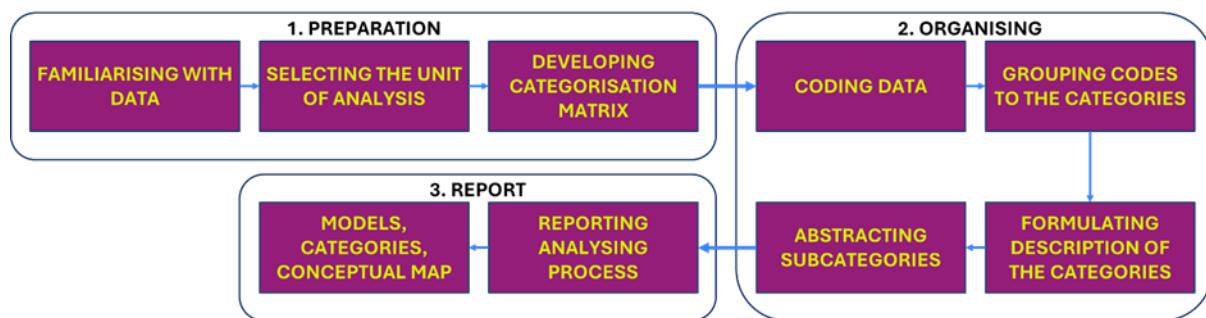 1. PREPARATION
FAMILIARISING WITH
DATA
SELECTING THE UNIT
OF ANALYSIS
DEVELOPING
CATEGORISATION
MATRIX
2. ORGANISING
CODING DATA
GROUPING CODES
TO THE CATEGORIES
FORMULATING
DESCRIPTION OF
THE CATEGORIES
ABSTRACTING
SUBCATEGORIES
3. REPORT
REPORTING
ANALYSING
PROCESS
MODELS,
CATEGORIES,
CONCEPTUAL MAP